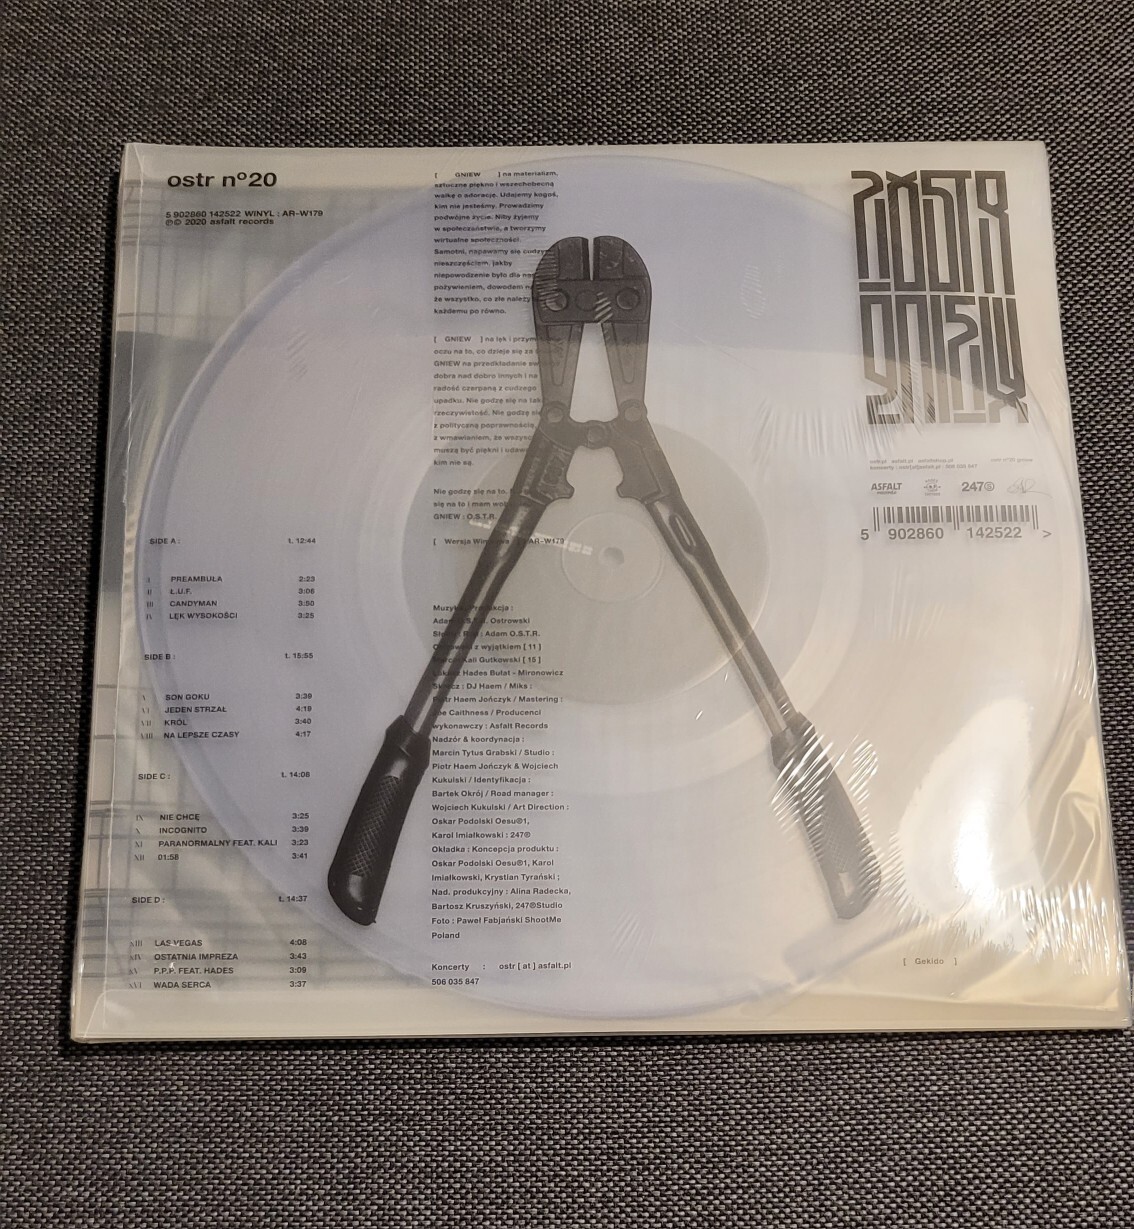 ostr nº20
5 902860 142522 WINYL : AR-W179
℗© 2020 asfalt records
SIDE A : t. 12:44
I PREAMBUŁA 2:23
II Ł.U.F. 3:06
III CANDYMAN 3:50
IV LĘK WYSOKOŚCI 3:25
SIDE B : t. 15:55
V SON GOKU 3:39
VI JEDEN STRZAŁ 4:19
VII KRÓL 3:40
VIII NA LEPSZE CZASY 4:17
SIDE C : t. 14:08
IX NIE CHCĘ 3:25
X INCOGNITO 3:39
XI PARANORMALNY FEAT. KALI 3:23
XII 01:58 3:41
SIDE D : t. 14:37
XIII LAS VEGAS 4:08
XIV OSTATNIA IMPREZA 3:43
XV P.P.P. FEAT. HADES 3:09
XVI WADA SERCA 3:37
[ GNIEW ] na materializm,
sztuczne piękno i wszechobecną
walkę o adorację. Udajemy kogoś,
kim nie jesteśmy. Prowadzimy
podwójne życie. Niby żyjemy
w społeczeństwie, a tworzymy
wirtualne społeczności.
Samotni, napawamy się cudzym
nieszczęściem, jakby
niepowodzenie było dla nas
pożywieniem, dowodem na
że wszystko, co złe należy
każdemu po równo.
[ GNIEW ] na lęk i
oczu na to, co dzieje się za
GNIEW na przedkładanie
dobra nad dobro innych i na
radość czerpaną z cudzego
upadku. Nie godzę się na
rzeczywistość. Nie godzę się
z polityczną poprawnością,
z wmawianiem, że
muszą być piękni i
kim nie są.
Nie godzę się na to.
się na to i mam
GNIEW : O.S.T.R.
[ Wersja AR-W179
Muzyka
Adam Ostrowski
Adam O.S.T.R.
z wyjątkiem [ 11 ]
Kali Gutkowski [ 15 ]
Hades Bułat - Mironowicz
DJ Haem / Miks :
Piotr Haem Jończyk / Mastering :
Joe Caithness / Producenci
wykonawczy : Asfalt Records
Nadzór & koordynacja :
Marcin Tytus Grabski / Studio :
Piotr Haem Jończyk & Wojciech
Kukulski / Identyfikacja :
Bartek Okrój / Road manager :
Wojciech Kukulski / Art Direction :
Oskar Podolski Oesu®1,
Karol Imiałkowski : 247®
Okładka : Koncepcja produktu :
Oskar Podolski Oesu®1, Karol
Imiałkowski, Krystian Tyrański ;
Nad. produkcyjny : Alina Radecka,
Bartosz Kruszyński, 247®Studio
Foto : Paweł Fabjański ShootMe
Poland
Koncerty : ostr [ at ] asfalt.pl
506 035 847
ASFALT
247®
5 902860 142522 >
[ Gekido ]